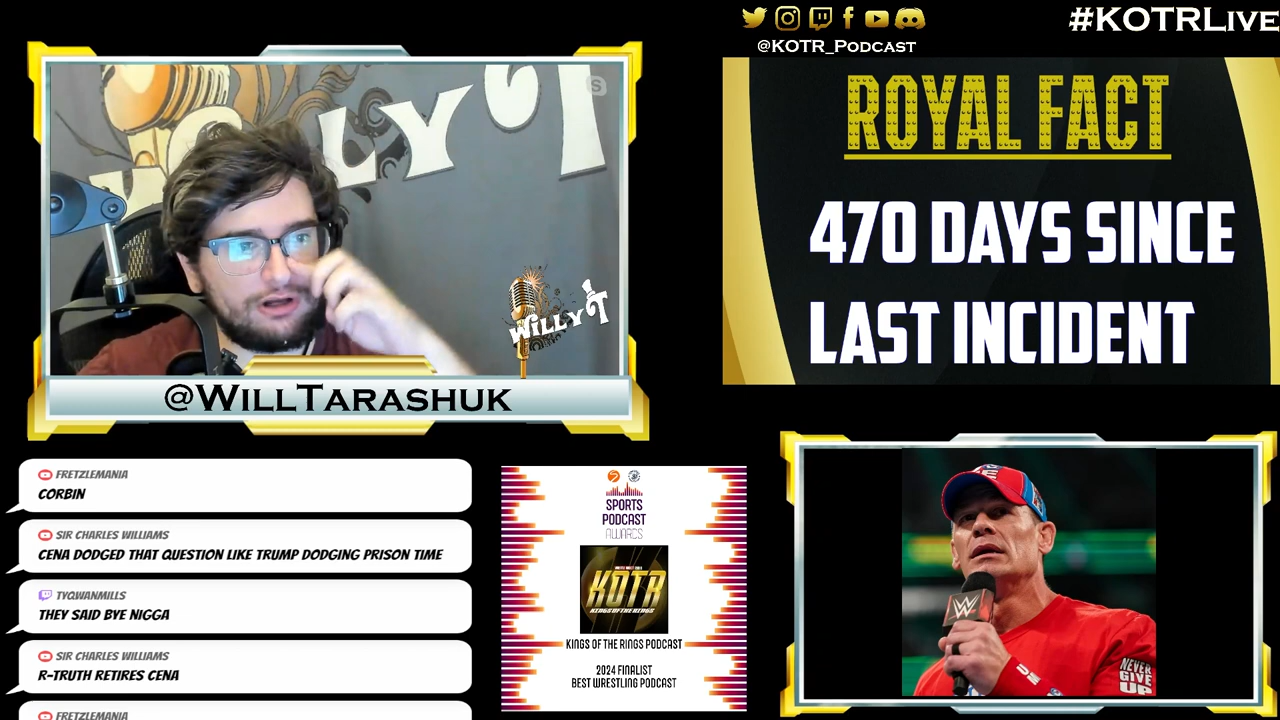 #KOTRLive
@KOTR_Podcast
LY T
WiLLY T
@WillTarashuk
ROYAL FACT
470 DAYS SINCE
LAST INCIDENT
FRETZLEMANIA
CORBIN
SIR CHARLES WILLIAMS
CENA DODGED THAT QUESTION LIKE TRUMP DODGING PRISON TIME
TYQWANMILLS
THEY SAID BYE NIGGA
SIR CHARLES WILLIAMS
R-TRUTH RETIRES CENA
FRETZLEMANIA
SPORTS
PODCAST
AWARDS
KOTR
KINGS OF THE RINGS
KINGS OF THE RINGS PODCAST
2024 FINALIST
BEST WRESTLING PODCAST
W
NEVER
GIVE
UP